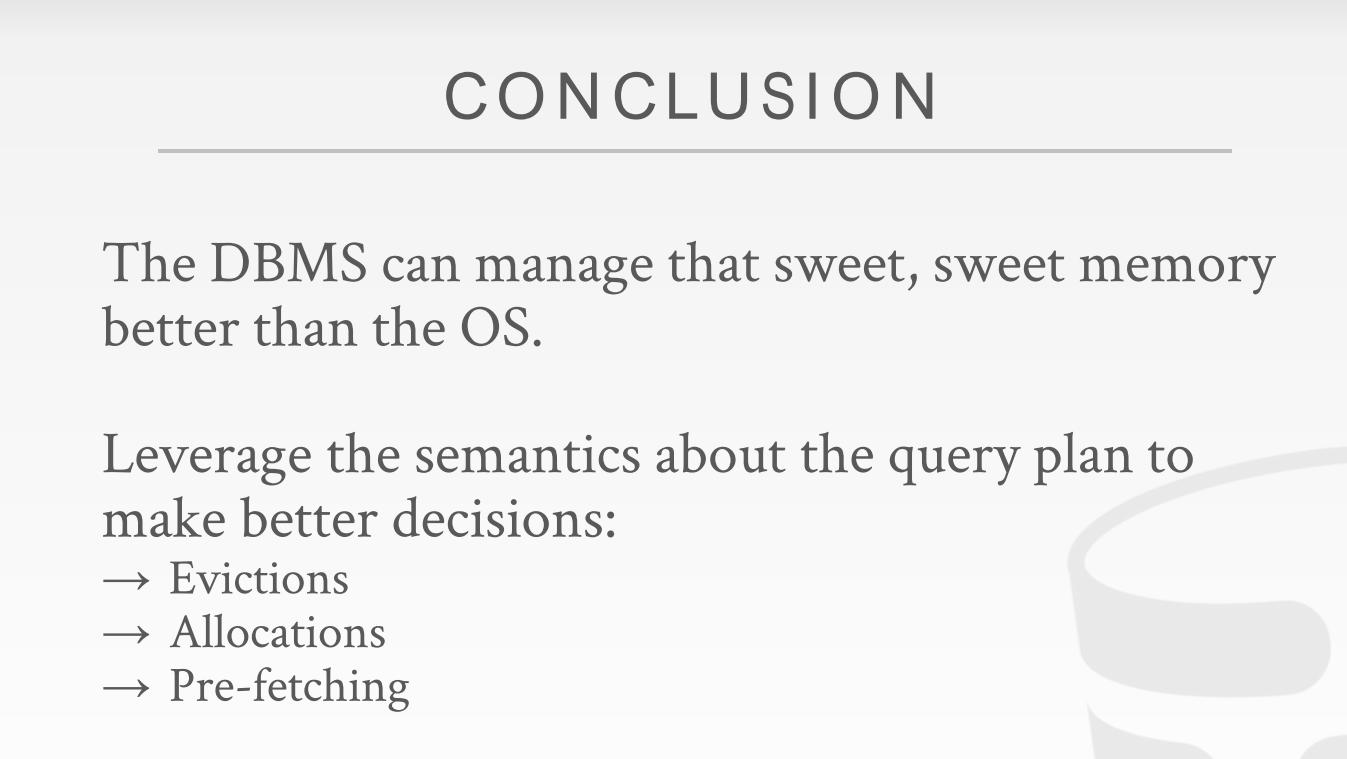 CONCLUSION
The DBMS can manage that sweet, sweet memory
better than the OS.
Leverage the semantics about the query plan to
make better decisions:
→ Evictions
→ Allocations
→ Pre-fetching